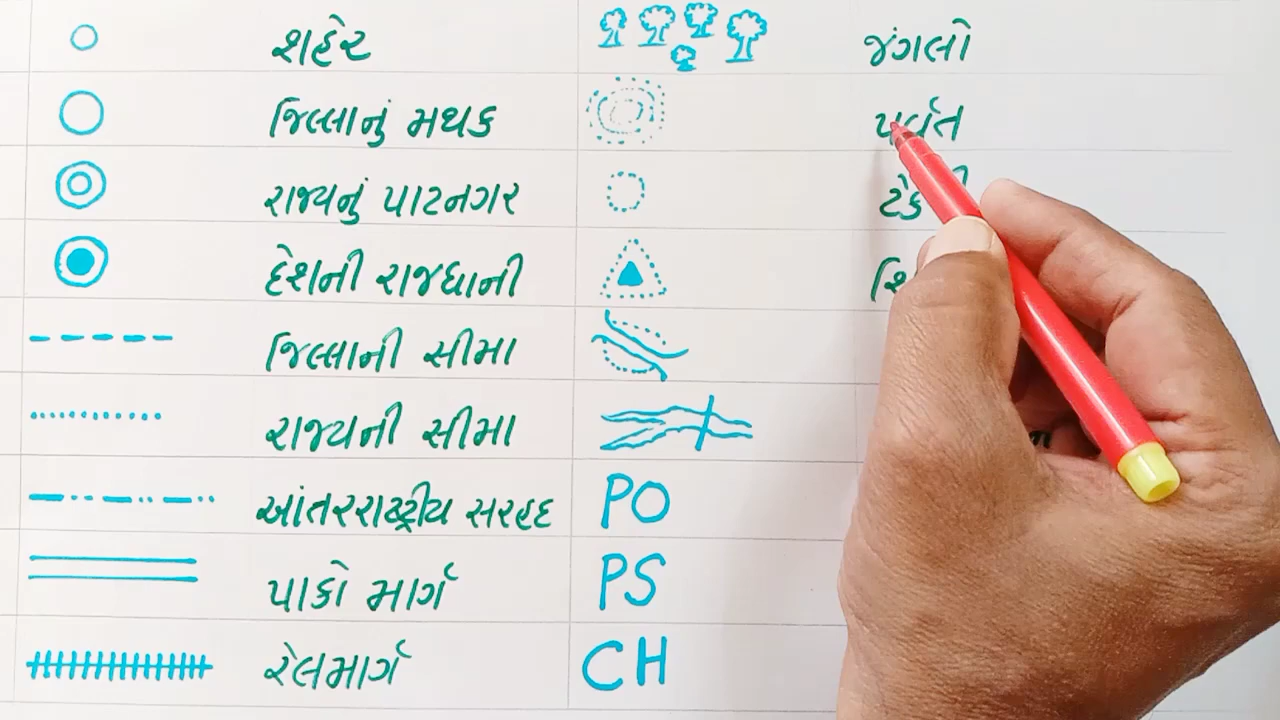 શહેર
જંગલો
જિલ્લાનું મથક
પર્વત
રાજ્યનું પાટનગર
દેશની રાજધાની
જિલ્લાની સીમા
રાજ્યની સીમા
આંતરરાષ્ટ્રીય સરહદ
PO
પાકો માર્ગ
PS
રેલમાર્ગ
CH